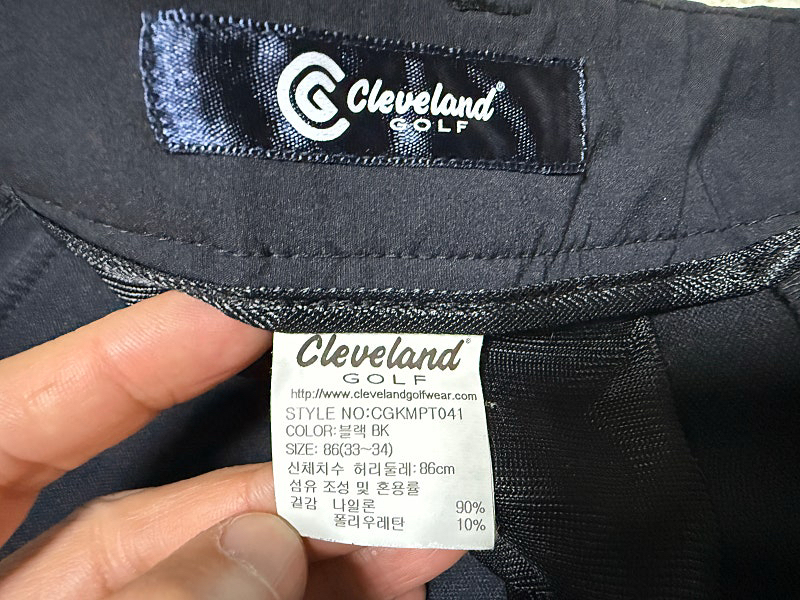 Cleveland®
GOLF
Cleveland®
GOLF
http://www.clevelandgolfwear.com
STYLE NO:CGKMPT041
COLOR:블랙 BK
SIZE: 86(33~34)
신체치수 허리둘레:86cm
섬유 조성 및 혼용률
겉감 나일론 90%
폴리우레탄 10%